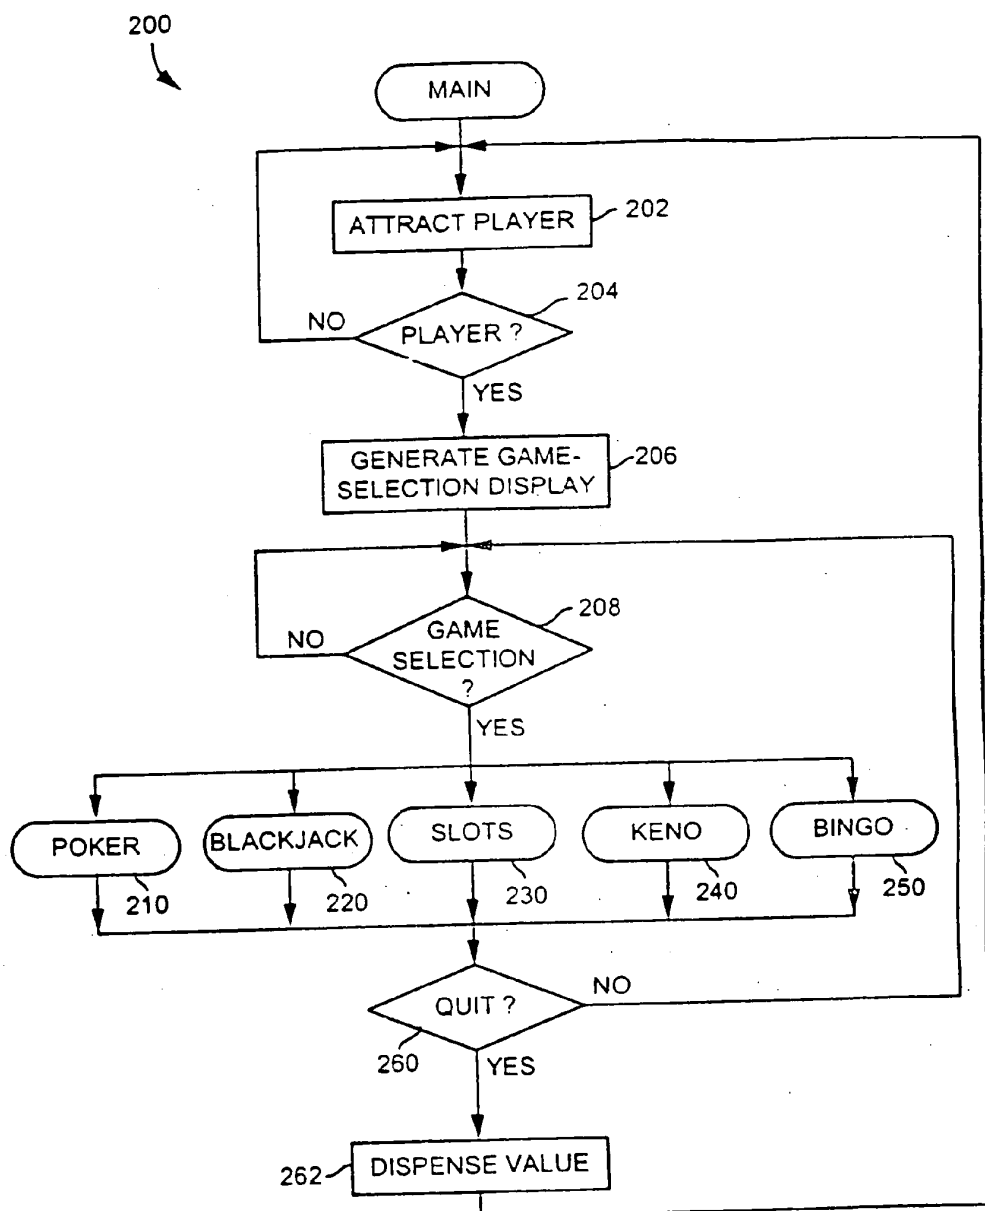 200
MAIN
ATTRACT PLAYER
202
204
NO
PLAYER ?
YES
GENERATE GAME-
SELECTION DISPLAY
206
208
NO
GAME
SELECTION
?
YES
POKER
BLACKJACK
SLOTS
KENO
BINGO
210
220
230
240
250
QUIT ?
NO
260
YES
262
DISPENSE VALUE